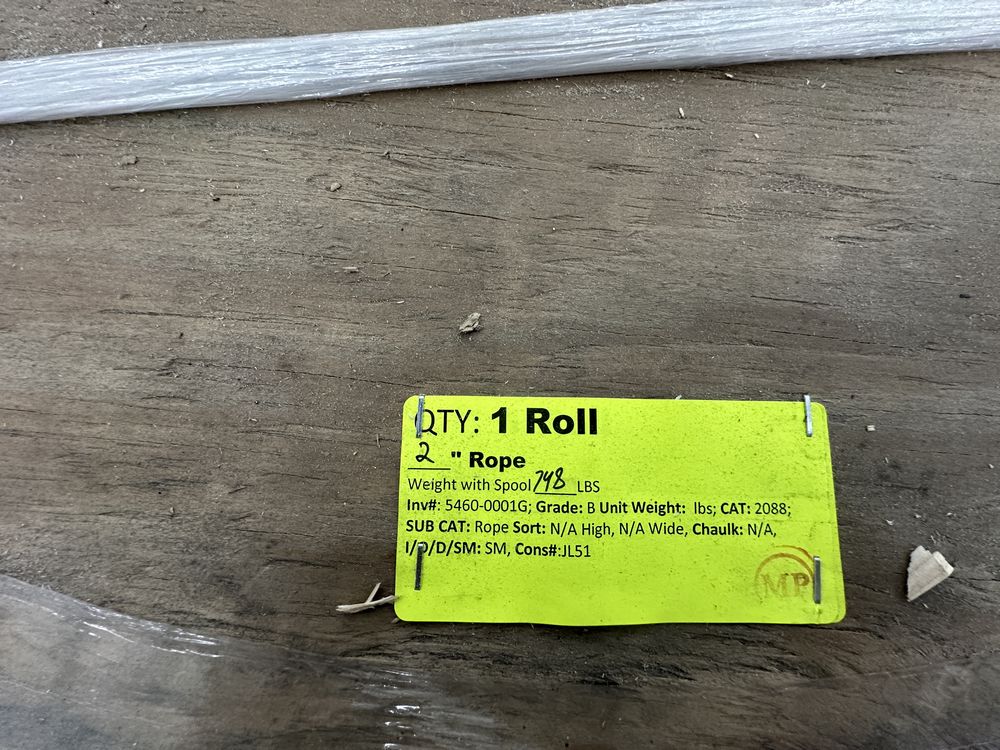 QTY: 1 Roll
2 " Rope
Weight with Spool 748 LBS
Inv#: 5460-0001G; Grade: B Unit Weight: lbs; CAT: 2088;
SUB CAT: Rope Sort: N/A High, N/A Wide, Chaulk: N/A,
I/O/D/SM: SM, Cons#:JL51
MP